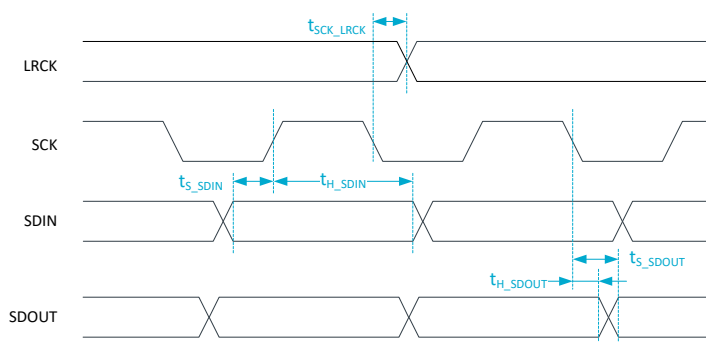 tSCK_LRCK
LRCK
SCK
tS_SDIN
tH_SDIN
SDIN
tS_SDOUT
tH_SDOUT
SDOUT